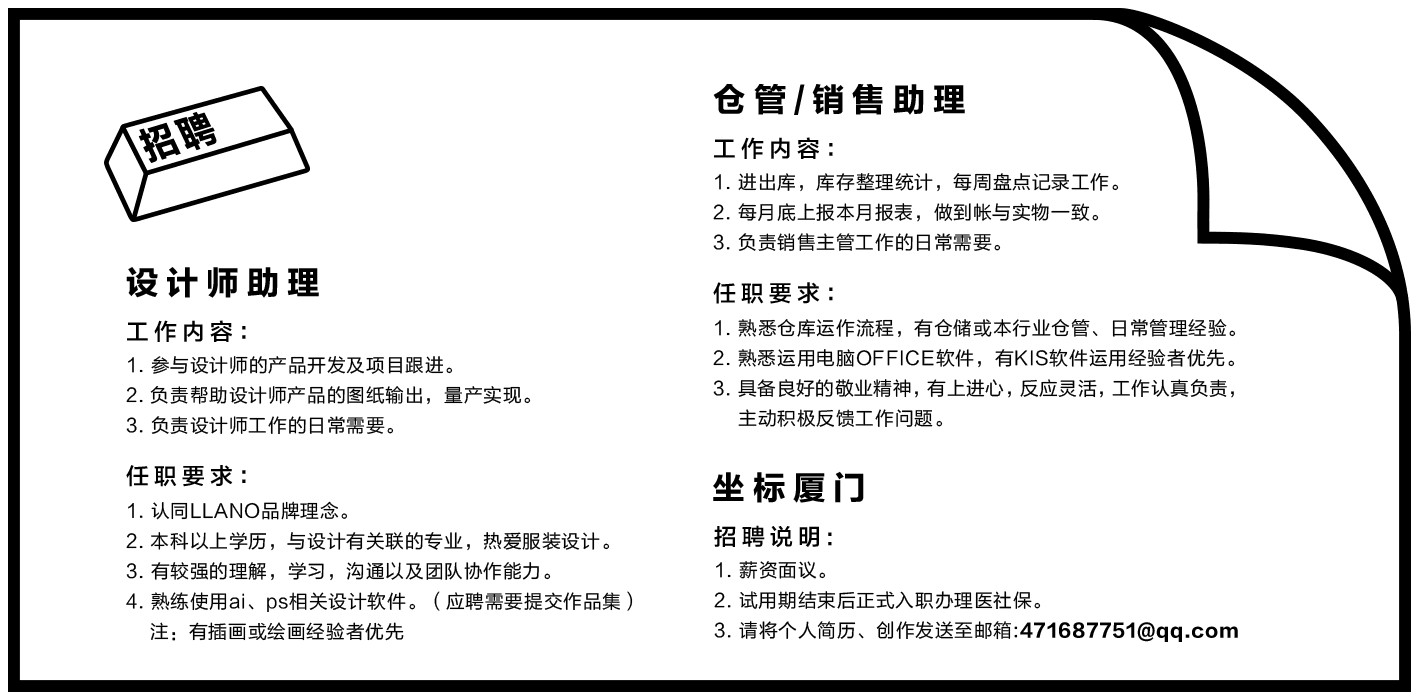 招聘
设计师助理
工作内容：
1. 参与设计师的产品开发及项目跟进。
2. 负责帮助设计师产品的图纸输出，量产实现。
3. 负责设计师工作的日常需要。
任职要求：
1. 认同LLANO品牌理念。
2. 本科以上学历，与设计有关联的专业，热爱服装设计。
3. 有较强的理解，学习，沟通以及团队协作能力。
4. 熟练使用ai、ps相关设计软件。（应聘需要提交作品集）
注：有插画或绘画经验者优先
仓管/销售助理
工作内容：
1. 进出库，库存整理统计，每周盘点记录工作。
2. 每月底上报本月报表，做到帐与实物一致。
3. 负责销售主管工作的日常需要。
任职要求：
1. 熟悉仓库运作流程，有仓储或本行业仓管、日常管理经验。
2. 熟悉运用电脑OFFICE软件，有KIS软件运用经验者优先。
3. 具备良好的敬业精神，有上进心，反应灵活，工作认真负责，
主动积极反馈工作问题。
坐标厦门
招聘说明：
1. 薪资面议。
2. 试用期结束后正式入职办理医社保。
3. 请将个人简历、创作发送至邮箱:471687751@qq.com